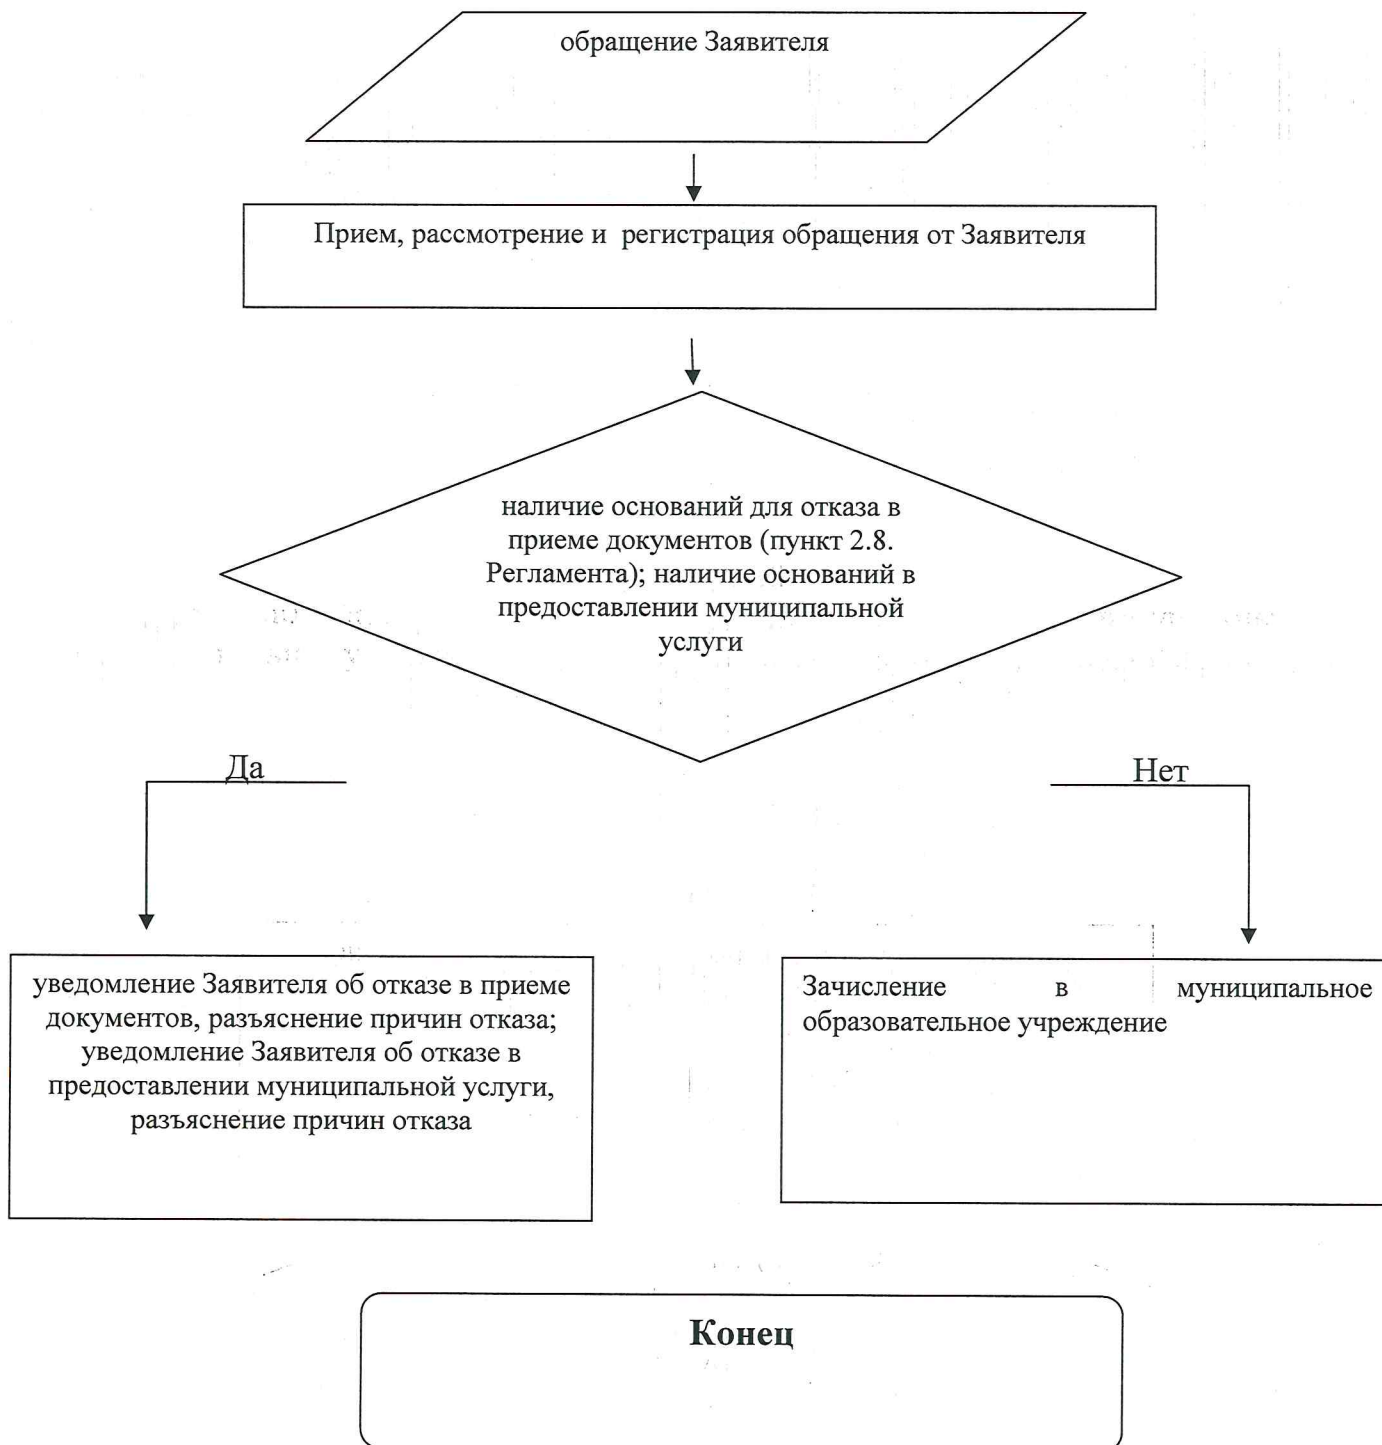 обращение Заявителя
Прием, рассмотрение и регистрация обращения от Заявителя
наличие оснований для отказа в
приеме документов (пункт 2.8.
Регламента); наличие оснований в
предоставлении муниципальной
услуги
Да
Нет
уведомление Заявителя об отказе в приеме
документов, разъяснение причин отказа;
уведомление Заявителя об отказе в
предоставлении муниципальной услуги,
разъяснение причин отказа
Зачисление в муниципальное
образовательное учреждение
Конец